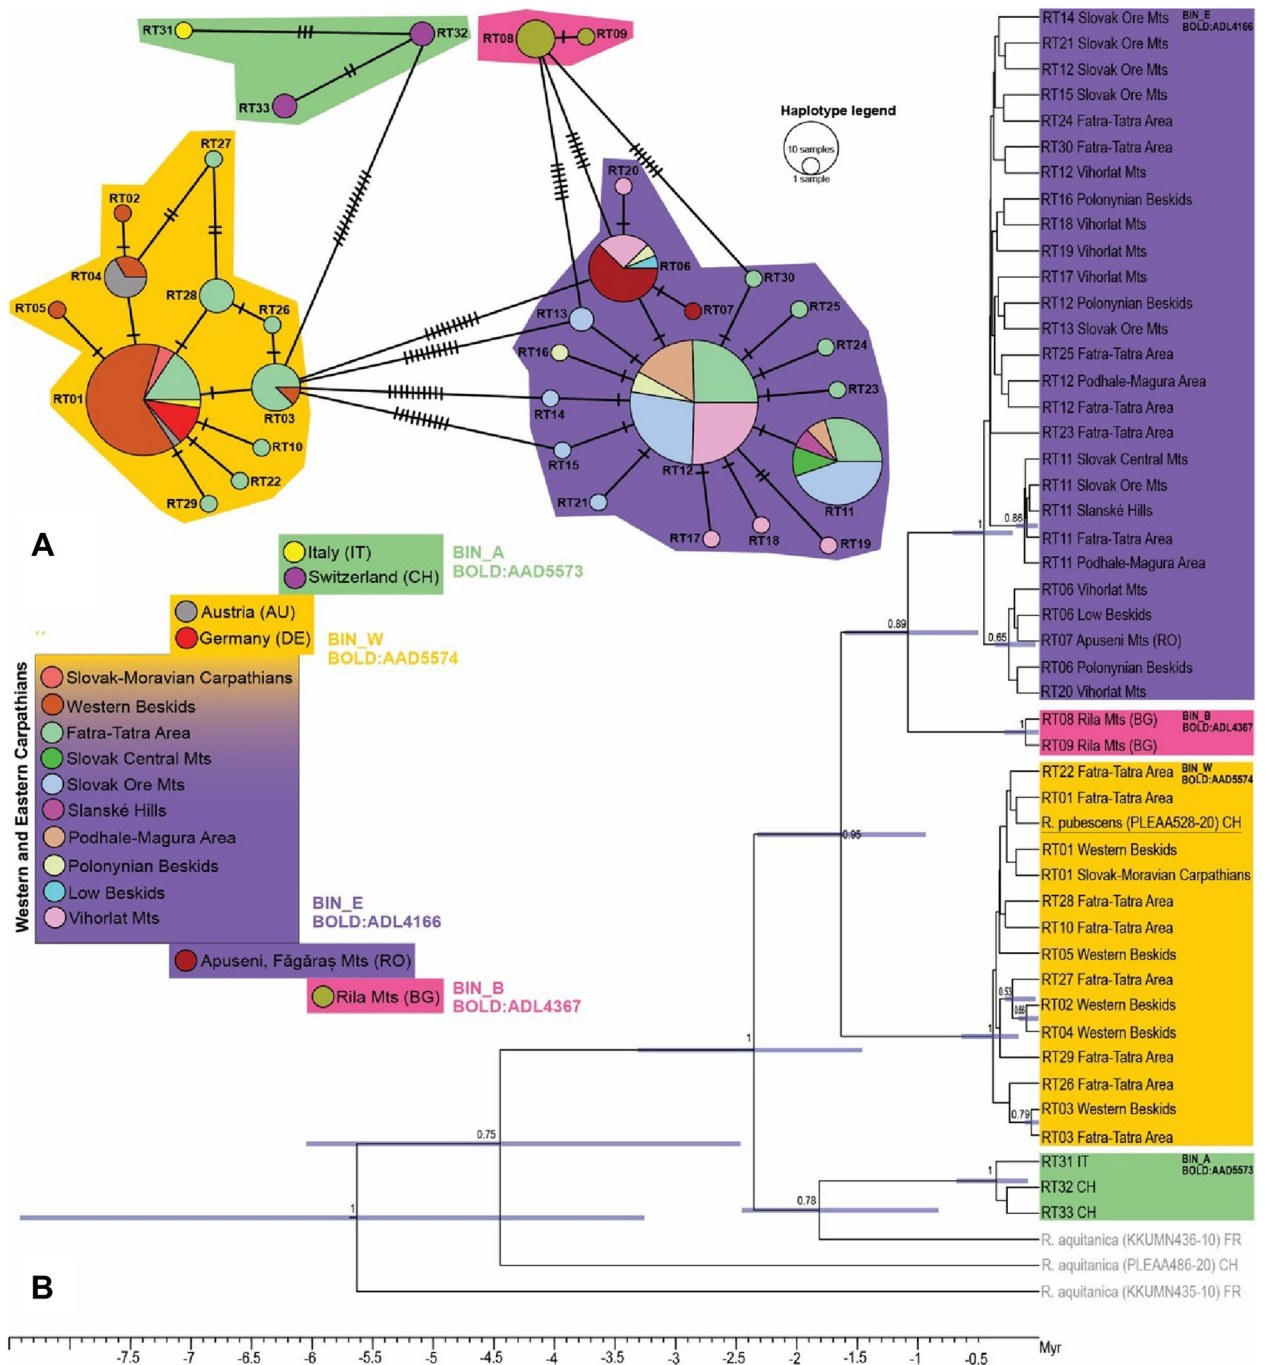 A
RT31
RT32
RT33
RT08
RT09
Haplotype legend
10 samples
1 sample
RT27
RT02
RT04
RT28
RT26
RT05
RT01
RT03
RT10
RT22
RT29
RT20
RT06
RT07
RT30
RT13
RT25
RT16
RT24
RT23
RT14
RT15
RT12
RT11
RT21
RT17
RT18
RT19
Italy (IT)
Switzerland (CH)
BIN_A
BOLD:AAD5573
Austria (AU)
Germany (DE)
BIN_W
BOLD:AAD5574
Western and Eastern Carpathians
Slovak-Moravian Carpathians
Western Beskids
Fatra-Tatra Area
Slovak Central Mts
Slovak Ore Mts
Slanské Hills
Podhale-Magura Area
Polonynian Beskids
Low Beskids
Vihorlat Mts
BIN_E
BOLD:ADL4166
Apuseni, Făgăraș Mts (RO)
Rila Mts (BG)
BIN_B
BOLD:ADL4367
B
RT14 Slovak Ore Mts
BIN_E
BOLD:ADL4166
RT21 Slovak Ore Mts
RT12 Slovak Ore Mts
RT15 Slovak Ore Mts
RT24 Fatra-Tatra Area
RT30 Fatra-Tatra Area
RT12 Vihorlat Mts
RT16 Polonynian Beskids
RT18 Vihorlat Mts
RT19 Vihorlat Mts
RT17 Vihorlat Mts
RT12 Polonynian Beskids
RT13 Slovak Ore Mts
RT25 Fatra-Tatra Area
RT12 Podhale-Magura Area
RT12 Fatra-Tatra Area
RT23 Fatra-Tatra Area
RT11 Slovak Central Mts
RT11 Slovak Ore Mts
RT11 Slanské Hills
RT11 Fatra-Tatra Area
RT11 Podhale-Magura Area
RT06 Vihorlat Mts
RT06 Low Beskids
RT07 Apuseni Mts (RO)
RT06 Polonynian Beskids
RT20 Vihorlat Mts
RT08 Rila Mts (BG)
BIN_B
BOLD:ADL4367
RT09 Rila Mts (BG)
RT22 Fatra-Tatra Area
BIN_W
BOLD:AAD5574
RT01 Fatra-Tatra Area
R. pubescens (PLEAA528-20) CH
RT01 Western Beskids
RT01 Slovak-Moravian Carpathians
RT28 Fatra-Tatra Area
RT10 Fatra-Tatra Area
RT05 Western Beskids
RT27 Fatra-Tatra Area
RT02 Western Beskids
RT04 Western Beskids
RT29 Fatra-Tatra Area
RT26 Fatra-Tatra Area
RT03 Western Beskids
RT03 Fatra-Tatra Area
RT31 IT
BIN_A
BOLD:AAD5573
RT32 CH
RT33 CH
R. aquitanica (KKUMN436-10) FR
R. aquitanica (PLEAA486-20) CH
R. aquitanica (KKUMN435-10) FR
1
0.86
0.65
0.89
1
0.95
0.53
1
0.79
1
1
0.78
0.75
1
-7.5
-6.5
-5.5
-4.5
-3.5
-2.5
-1.5
-0.5
Myr